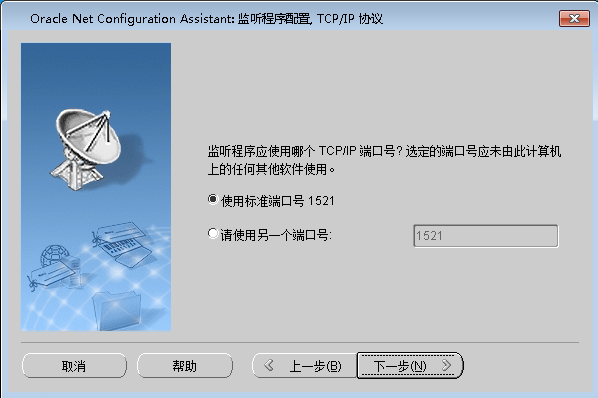 Oracle Net Configuration Assistant: 监听程序配置, TCP/IP 协议
监听程序应使用哪个 TCP/IP 端口号? 选定的端口号应未由此计算机
上的任何其他软件使用。
使用标准端口号 1521
请使用另一个端口号:
1521
取消
帮助
上一步(B)
下一步(N)